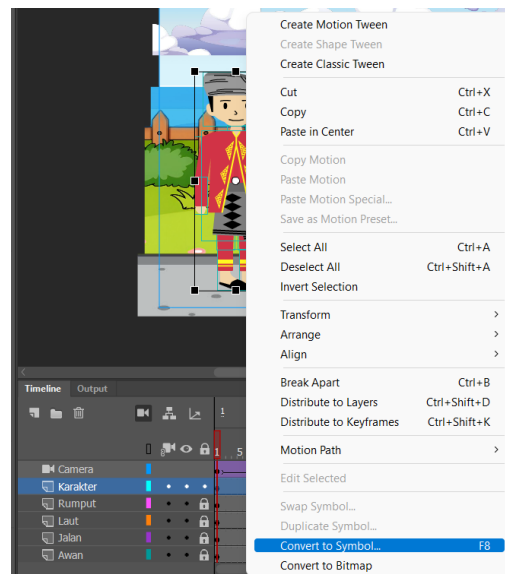 Create Motion Tween
Create Shape Tween
Create Classic Tween
Cut Ctrl+X
Copy Ctrl+C
Paste in Center Ctrl+V
Copy Motion
Paste Motion
Paste Motion Special...
Save as Motion Preset...
Select All Ctrl+A
Deselect All Ctrl+Shift+A
Invert Selection
Transform
Arrange
Align
Break Apart Ctrl+B
Distribute to Layers Ctrl+Shift+D
Distribute to Keyframes Ctrl+Shift+K
Motion Path
Edit Selected
Swap Symbol...
Duplicate Symbol...
Convert to Symbol... F8
Convert to Bitmap
Timeline Output
1
1 5
Camera
Karakter
Rumput
Laut
Jalan
Awan